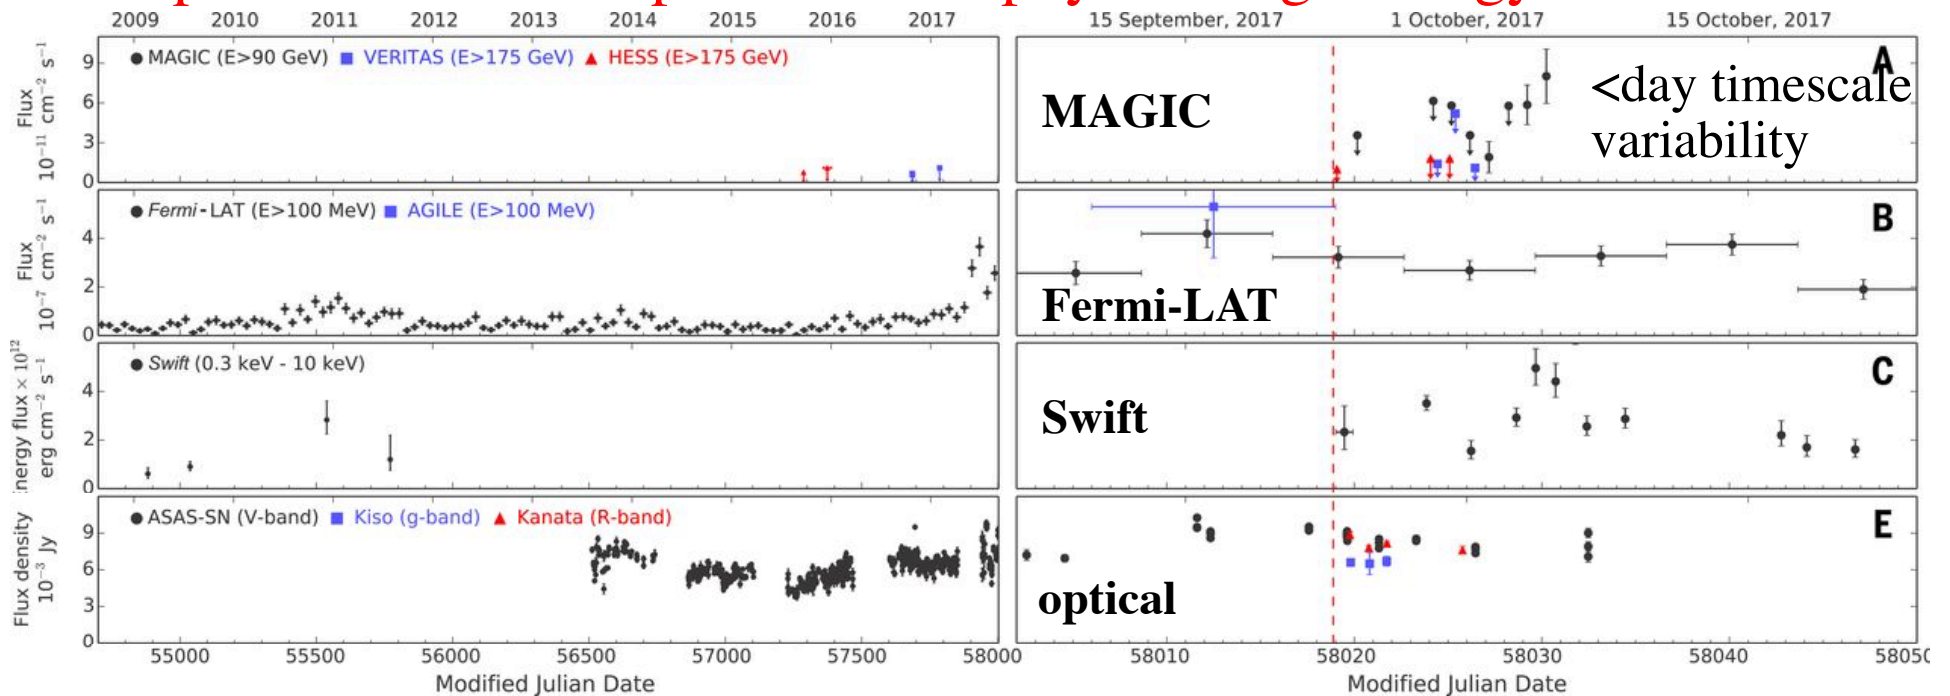 2009 2010 2011 2012 2013 2014 2015 2016 2017
15 September, 2017 1 October, 2017 15 October, 2017
Flux
10⁻¹¹ cm⁻² s⁻¹
9
6
3
0
MAGIC (E>90 GeV) VERITAS (E>175 GeV) HESS (E>175 GeV)
MAGIC
<day timescale
variability
A
Flux
10⁻⁷ cm⁻² s⁻¹
4
2
0
Fermi-LAT (E>100 MeV) AGILE (E>100 MeV)
Fermi-LAT
B
Energy flux × 10¹²
erg cm⁻² s⁻¹
4
2
0
Swift (0.3 keV - 10 keV)
Swift
C
Flux density
10⁻³ Jy
9
6
3
0
ASAS-SN (V-band) Kiso (g-band) Kanata (R-band)
optical
E
55000 55500 56000 56500 57000 57500 58000
58010 58020 58030 58040 58050
Modified Julian Date
Modified Julian Date